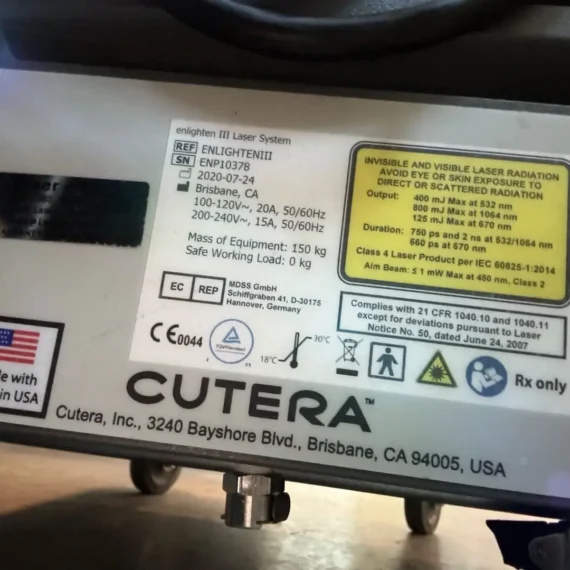 enlighten III Laser System
REF ENLIGHTENIII
SN ENP10378
2020-07-24
Brisbane, CA
100-120V~, 20A, 50/60Hz
200-240V~, 15A, 50/60Hz
Mass of Equipment: 150 kg
Safe Working Load: 0 kg
INVISIBLE AND VISIBLE LASER RADIATION
AVOID EYE OR SKIN EXPOSURE TO
DIRECT OR SCATTERED RADIATION
Output: 400 mJ Max at 532 nm
800 mJ Max at 1064 nm
125 mJ Max at 670 nm
Duration: 750 ps and 2 ns at 532/1064 nm
660 ps at 670 nm
Class 4 Laser Product per IEC 60825-1:2014
Aim Beam: ≤ 1 mW Max at 450 nm, Class 2
EC REP
MDSS GmbH
Schiffgraben 41, D-30175
Hannover, Germany
Complies with 21 CFR 1040.10 and 1040.11
except for deviations pursuant to Laser
Notice No. 50, dated June 24, 2007
CE 0044
18°C
30°C
Rx only
with
in USA
CUTERA™
Cutera, Inc., 3240 Bayshore Blvd., Brisbane, CA 94005, USA